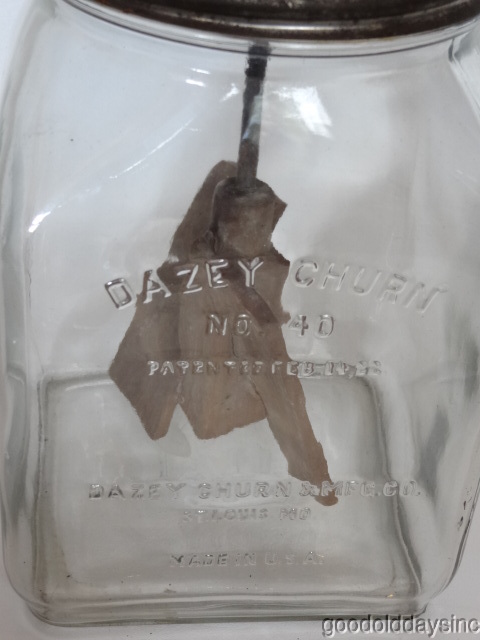 DAZEY CHURN
NO. 40
PATENTED FEB.
DAZEY CHURN & MFG. CO.
ST. LOUIS MO.
MADE IN U.S.A.
goodolddaysinc